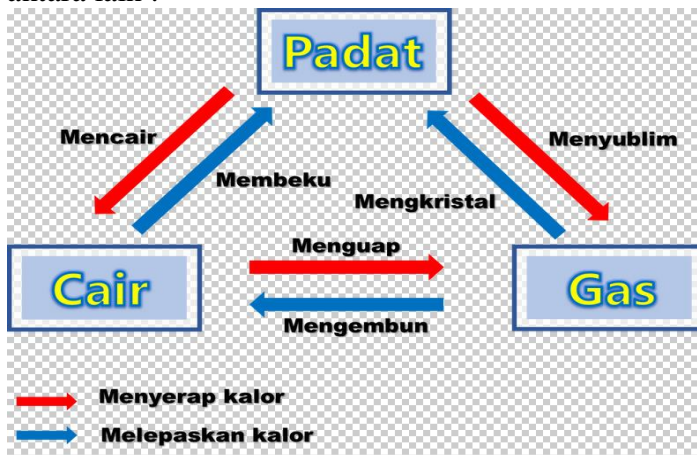 Padat
Mencair
Menyublim
Membeku
Mengkristal
Menguap
Cair
Gas
Mengembun
Menyerap kalor
Melepaskan kalor